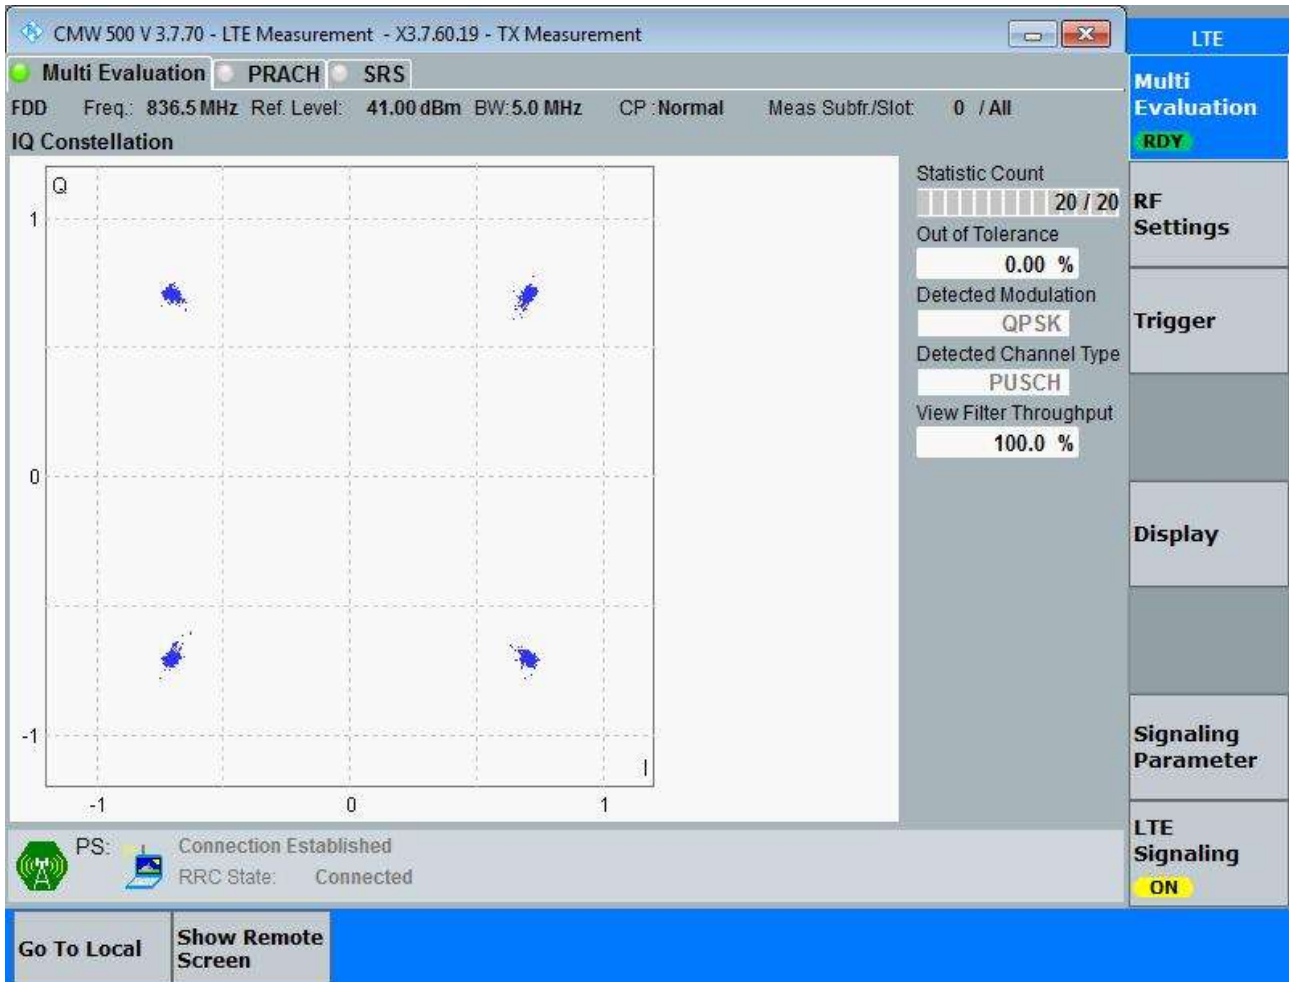 CMW 500 V 3.7.70 - LTE Measurement - X3.7.60.19 - TX Measurement
LTE
Multi Evaluation PRACH SRS
Multi
Evaluation
RDY
FDD Freq.: 836.5 MHz Ref. Level: 41.00 dBm BW: 5.0 MHz CP : Normal Meas Subfr./Slot: 0 / All
IQ Constellation
Q
1
0
-1
I
-1 0 1
Statistic Count
20 / 20
Out of Tolerance
0.00 %
Detected Modulation
QPSK
Detected Channel Type
PUSCH
View Filter Throughput
100.0 %
RF
Settings
Trigger
Display
Signaling
Parameter
LTE
Signaling
ON
PS: Connection Established
RRC State: Connected
Go To Local
Show Remote
Screen